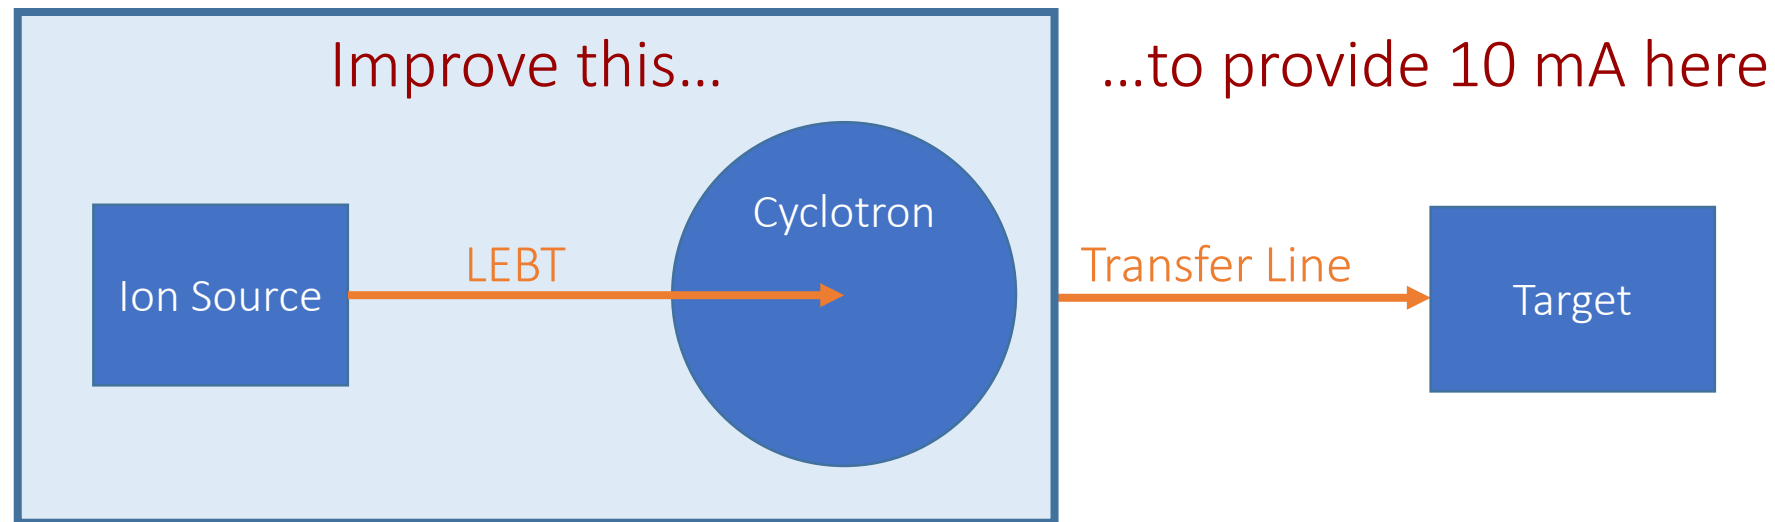 Improve this...
...to provide 10 mA here
Cyclotron
LEBT
Transfer Line
Ion Source
Target